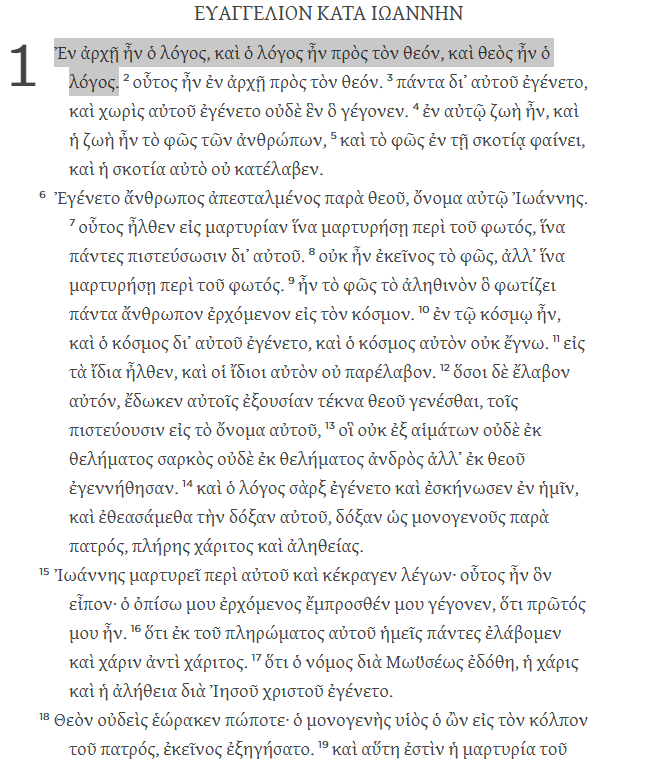 ΕΥΑΓΓΕΛΙΟΝ ΚΑΤΑ ΙΩΑΝΝΗΝ
1 Ἐν ἀρχῇ ἦν ὁ λόγος, καὶ ὁ λόγος ἦν πρὸς τὸν θεόν, καὶ θεὸς ἦν ὁ
λόγος. ² οὗτος ἦν ἐν ἀρχῇ πρὸς τὸν θεόν. ³ πάντα δι’ αὐτοῦ ἐγένετο,
καὶ χωρὶς αὐτοῦ ἐγένετο οὐδὲ ἓν ὃ γέγονεν. ⁴ ἐν αὐτῷ ζωὴ ἦν, καὶ
ἡ ζωὴ ἦν τὸ φῶς τῶν ἀνθρώπων, ⁵ καὶ τὸ φῶς ἐν τῇ σκοτίᾳ φαίνει,
καὶ ἡ σκοτία αὐτὸ οὐ κατέλαβεν.
⁶ Ἐγένετο ἄνθρωπος ἀπεσταλμένος παρὰ θεοῦ, ὄνομα αὐτῷ Ἰωάννης.
⁷ οὗτος ἦλθεν εἰς μαρτυρίαν ἵνα μαρτυρήσῃ περὶ τοῦ φωτός, ἵνα
πάντες πιστεύσωσιν δι’ αὐτοῦ. ⁸ οὐκ ἦν ἐκεῖνος τὸ φῶς, ἀλλ’ ἵνα
μαρτυρήσῃ περὶ τοῦ φωτός. ⁹ ἦν τὸ φῶς τὸ ἀληθινὸν ὃ φωτίζει
πάντα ἄνθρωπον ἐρχόμενον εἰς τὸν κόσμον. ¹⁰ ἐν τῷ κόσμῳ ἦν,
καὶ ὁ κόσμος δι’ αὐτοῦ ἐγένετο, καὶ ὁ κόσμος αὐτὸν οὐκ ἔγνω. ¹¹ εἰς
τὰ ἴδια ἦλθεν, καὶ οἱ ἴδιοι αὐτὸν οὐ παρέλαβον. ¹² ὅσοι δὲ ἔλαβον
αὐτόν, ἔδωκεν αὐτοῖς ἐξουσίαν τέκνα θεοῦ γενέσθαι, τοῖς
πιστεύουσιν εἰς τὸ ὄνομα αὐτοῦ, ¹³ οἳ οὐκ ἐξ αἱμάτων οὐδὲ ἐκ
θελήματος σαρκὸς οὐδὲ ἐκ θελήματος ἀνδρὸς ἀλλ’ ἐκ θεοῦ
ἐγεννήθησαν. ¹⁴ καὶ ὁ λόγος σὰρξ ἐγένετο καὶ ἐσκήνωσεν ἐν ἡμῖν,
καὶ ἐθεασάμεθα τὴν δόξαν αὐτοῦ, δόξαν ὡς μονογενοῦς παρὰ
πατρός, πλήρης χάριτος καὶ ἀληθείας.
¹⁵ Ἰωάννης μαρτυρεῖ περὶ αὐτοῦ καὶ κέκραγεν λέγων· οὗτος ἦν ὃν
εἶπον· ὁ ὀπίσω μου ἐρχόμενος ἔμπροσθέν μου γέγονεν, ὅτι πρῶτός
μου ἦν. ¹⁶ ὅτι ἐκ τοῦ πληρώματος αὐτοῦ ἡμεῖς πάντες ἐλάβομεν
καὶ χάριν ἀντὶ χάριτος. ¹⁷ ὅτι ὁ νόμος διὰ Μωϋσέως ἐδόθη, ἡ χάρις
καὶ ἡ ἀλήθεια διὰ Ἰησοῦ χριστοῦ ἐγένετο.
¹⁸ Θεὸν οὐδεὶς ἑώρακεν πώποτε· ὁ μονογενὴς υἱὸς ὁ ὢν εἰς τὸν κόλπον
τοῦ πατρός, ἐκεῖνος ἐξηγήσατο. ¹⁹ καὶ αὕτη ἐστὶν ἡ μαρτυρία τοῦ